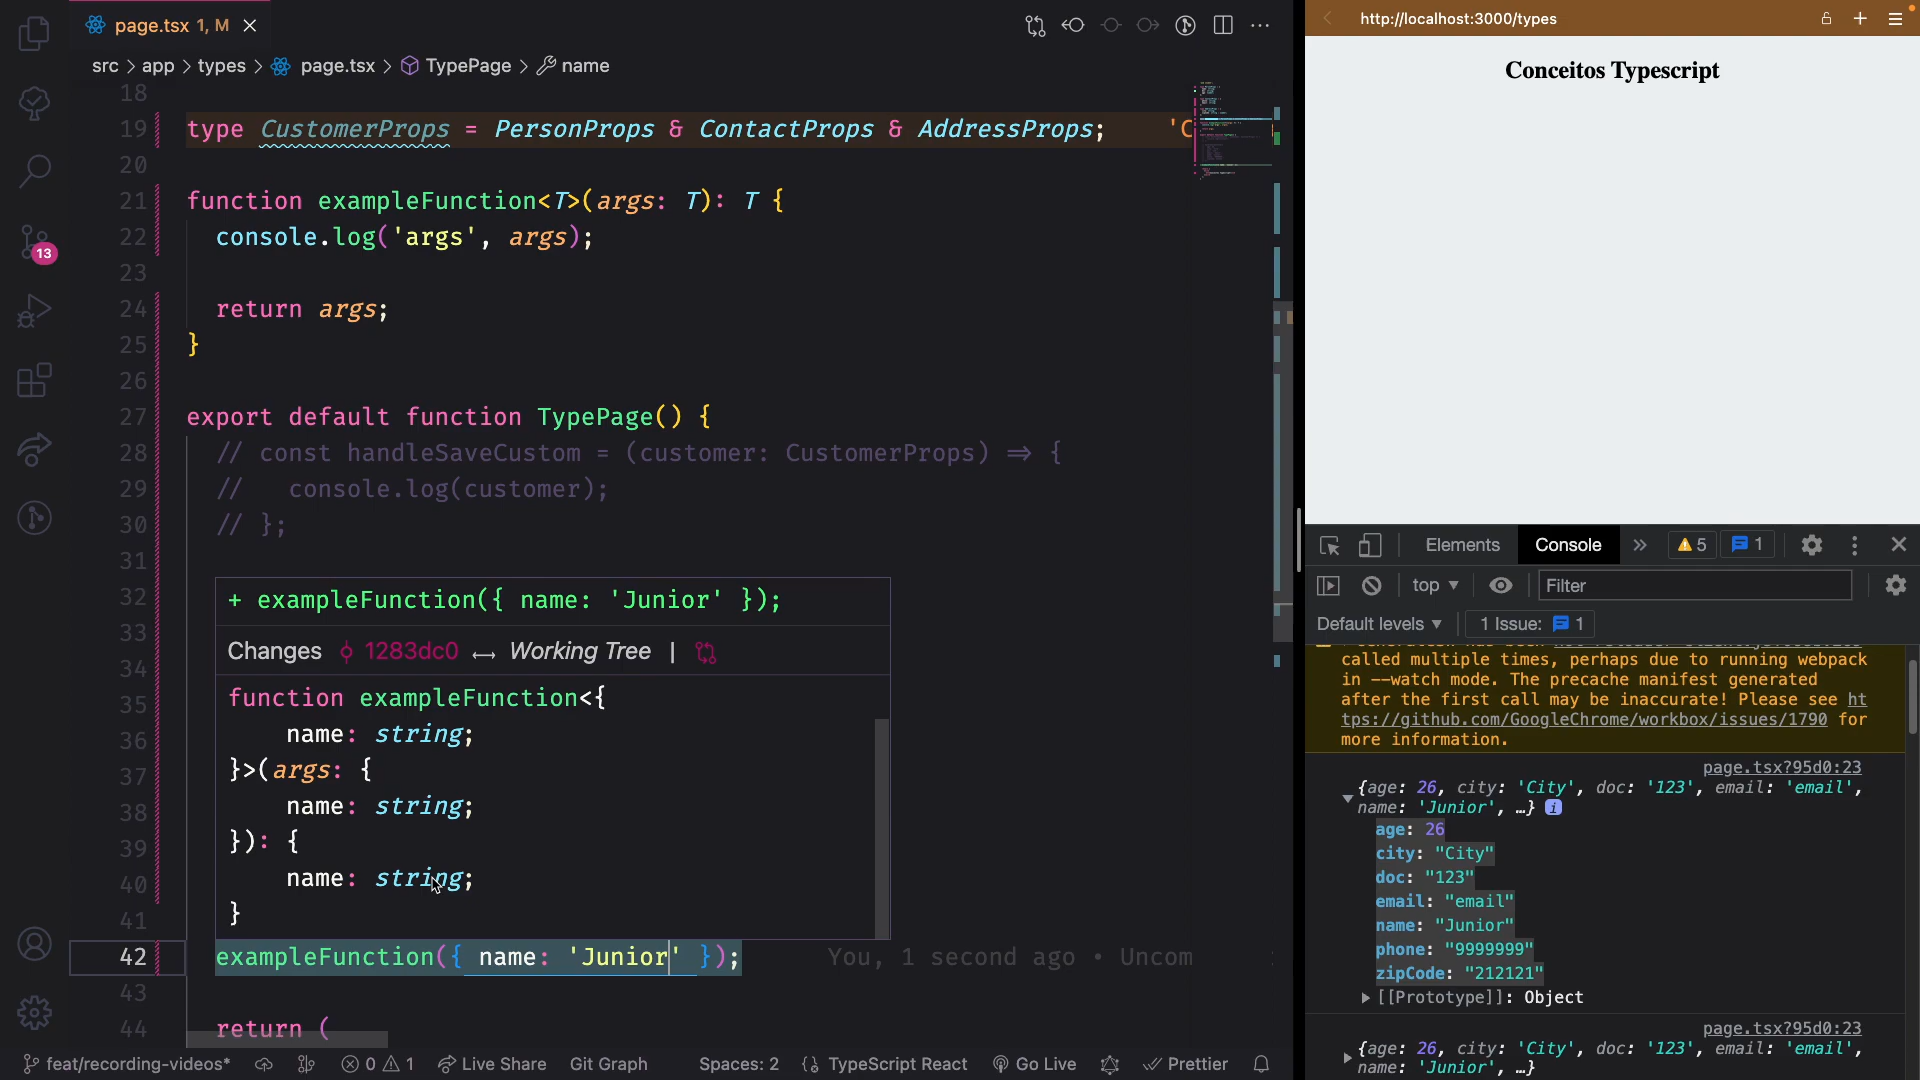 page.tsx 1, M
src > app > types > page.tsx > TypePage > name
18
19 type CustomerProps = PersonProps & ContactProps & AddressProps; 'C
20
21 function exampleFunction<T>(args: T): T {
22 console.log('args', args);
23
24 return args;
25 }
26
27 export default function TypePage() {
28 // const handleSaveCustom = (customer: CustomerProps) => {
29 // console.log(customer);
30 // };
31
32
33
34
35
36
37
38
39
40
41
+ exampleFunction({ name: 'Junior' });
Changes 1283dc0 ↔ Working Tree |
function exampleFunction<{
name: string;
}>(args: {
name: string;
}): {
name: string;
}
42 exampleFunction({ name: 'Junior' }); You, 1 second ago • Uncom
43
44 return (
13
feat/recording-videos* 0 1 Live Share Git Graph Spaces: 2 {} TypeScript React Go Live Prettier
http://localhost:3000/types
Conceitos Typescript
Elements Console » 5 1
top Filter
Default levels 1 Issue: 1
called multiple times, perhaps due to running webpack
in --watch mode. The precache manifest generated
after the first call may be inaccurate! Please see ht
tps://github.com/GoogleChrome/workbox/issues/1790 for
more information.
page.tsx?95d0:23
{age: 26, city: 'City', doc: '123', email: 'email',
name: 'Junior', …} i
age: 26
city: "City"
doc: "123"
email: "email"
name: "Junior"
phone: "9999999"
zipCode: "212121"
[[Prototype]]: Object
page.tsx?95d0:23
{age: 26, city: 'City', doc: '123', email: 'email',
name: 'Junior', …}